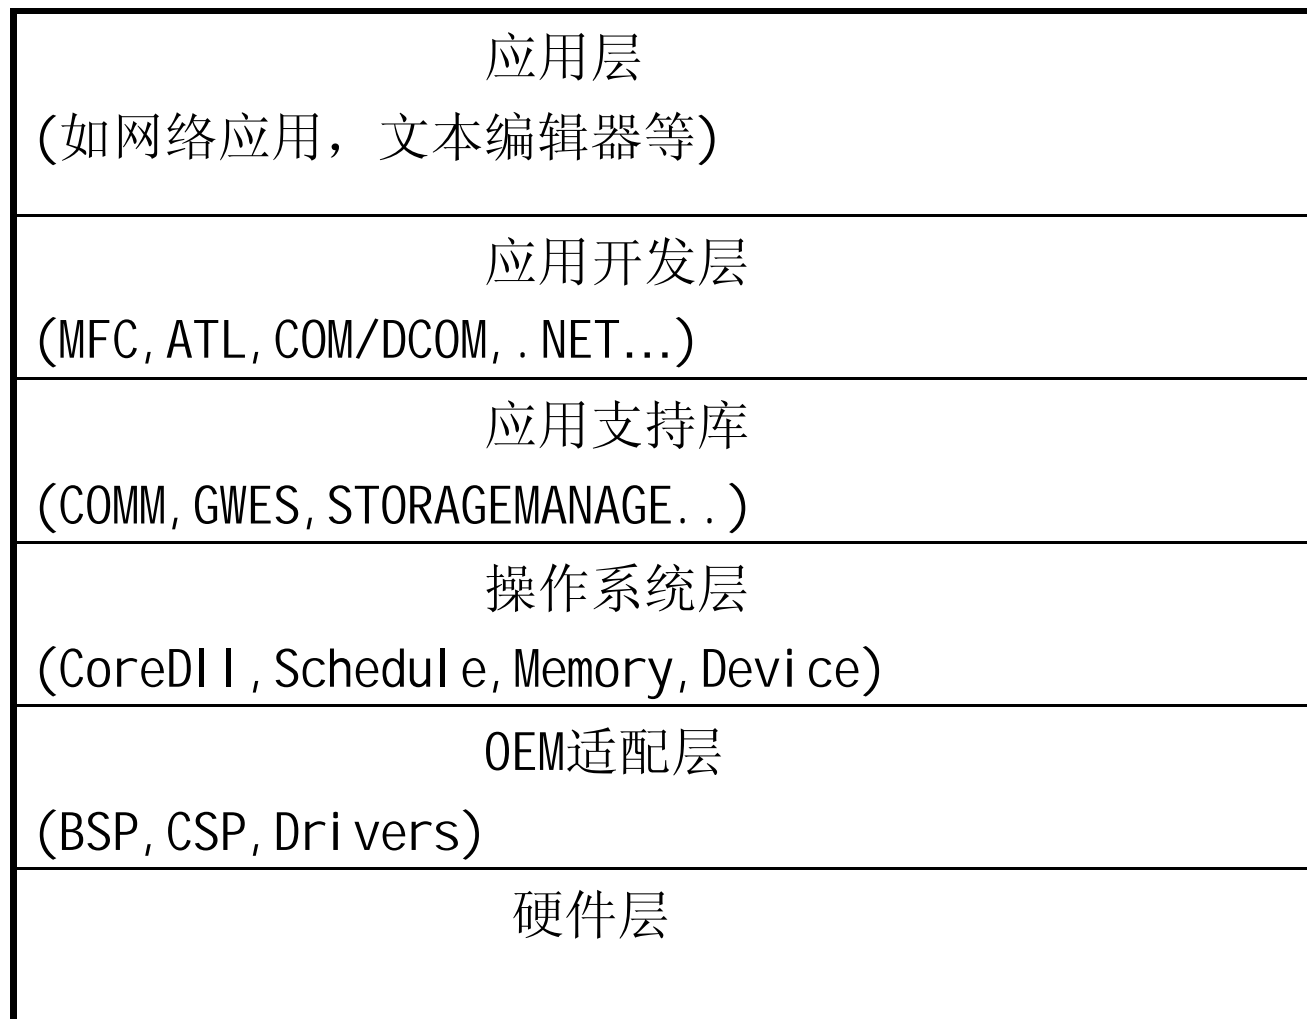 应用层
(如网络应用，文本编辑器等)
应用开发层
(MFC,ATL,COM/DCOM,.NET...)
应用支持库
(COMM,GWES,STORAGEMANAGE..)
操作系统层
(CoreDll,Schedule,Memory,Device)
OEM适配层
(BSP,CSP,Drivers)
硬件层